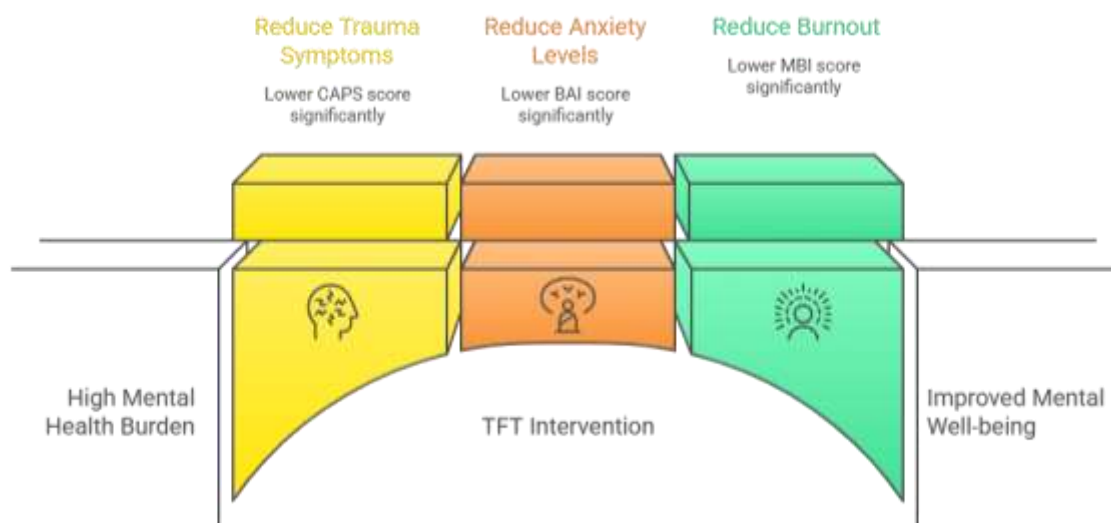 Reduce Trauma
Symptoms
Lower CAPS score
significantly
Reduce Anxiety
Levels
Lower BAI score
significantly
Reduce Burnout
Lower MBI score
significantly
High Mental
Health Burden
TFT Intervention
Improved Mental
Well-being